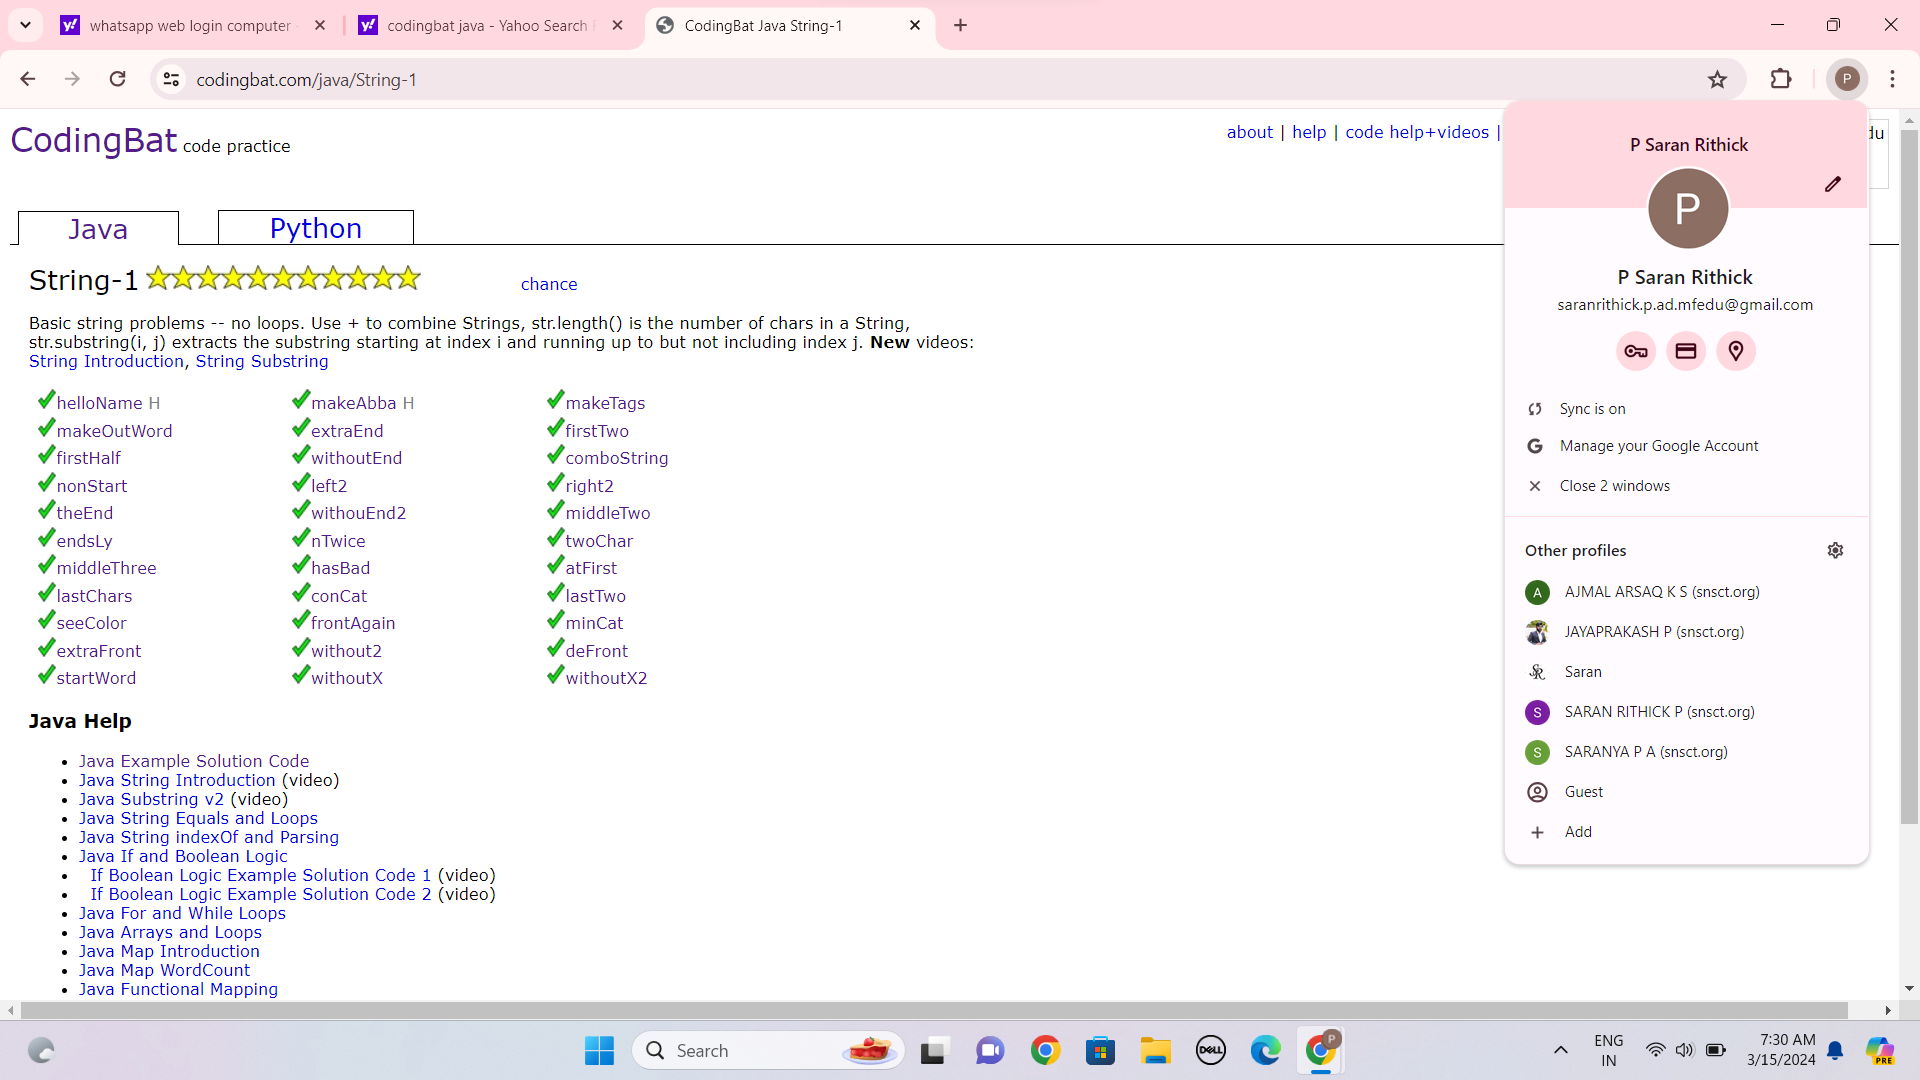 whatsapp web login computer
codingbat java - Yahoo Search
CodingBat Java String-1
codingbat.com/java/String-1
P
CodingBat code practice
about | help | code help+videos |
du
Java
Python
String-1
chance
Basic string problems -- no loops. Use + to combine Strings, str.length() is the number of chars in a String,
str.substring(i, j) extracts the substring starting at index i and running up to but not including index j. New videos:
String Introduction, String Substring
helloName H makeAbba H makeTags
makeOutWord extraEnd firstTwo
firstHalf withoutEnd comboString
nonStart left2 right2
theEnd withouEnd2 middleTwo
endsLy nTwice twoChar
middleThree hasBad atFirst
lastChars conCat lastTwo
seeColor frontAgain minCat
extraFront without2 deFront
startWord withoutX withoutX2
Java Help
Java Example Solution Code
Java String Introduction (video)
Java Substring v2 (video)
Java String Equals and Loops
Java String indexOf and Parsing
Java If and Boolean Logic
If Boolean Logic Example Solution Code 1 (video)
If Boolean Logic Example Solution Code 2 (video)
Java For and While Loops
Java Arrays and Loops
Java Map Introduction
Java Map WordCount
Java Functional Mapping
P Saran Rithick
P
P Saran Rithick
saranrithick.p.ad.mfedu@gmail.com
Sync is on
Manage your Google Account
Close 2 windows
Other profiles
A AJMAL ARSAQ K S (snsct.org)
JAYAPRAKASH P (snsct.org)
SR Saran
S SARAN RITHICK P (snsct.org)
S SARANYA P A (snsct.org)
Guest
Add
Search
DELL
P
ENG
IN
7:30 AM
3/15/2024
PRE